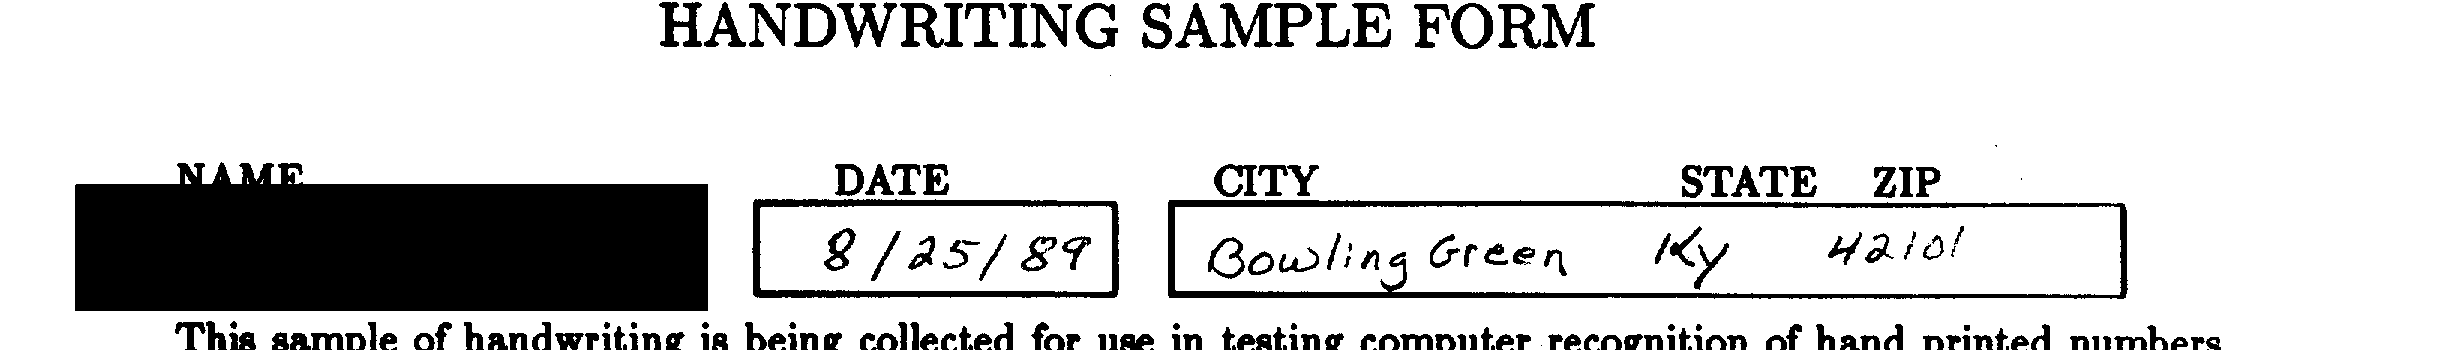 HANDWRITING SAMPLE FORM
NAME DATE CITY STATE ZIP
8/25/89 Bowling Green Ky 42101
This sample of handwriting is being collected for use in testing computer recognition of hand printed numbers